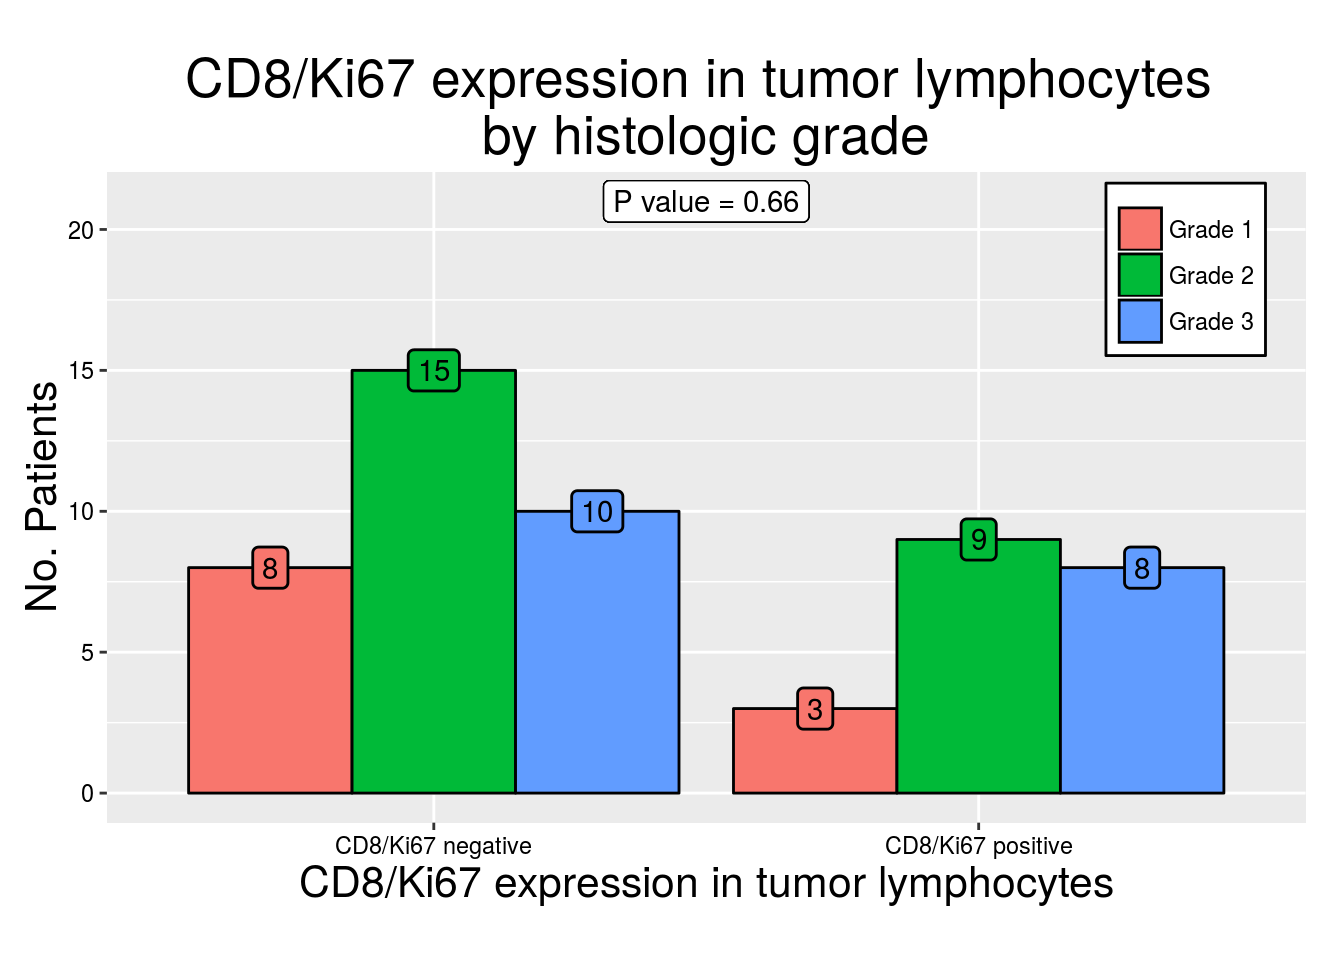 CD8/Ki67 expression in tumor lymphocytes
by histologic grade
P value = 0.66
Grade 1
Grade 2
Grade 3
No. Patients
20
15
10
5
0
8
15
10
3
9
8
CD8/Ki67 negative
CD8/Ki67 positive
CD8/Ki67 expression in tumor lymphocytes